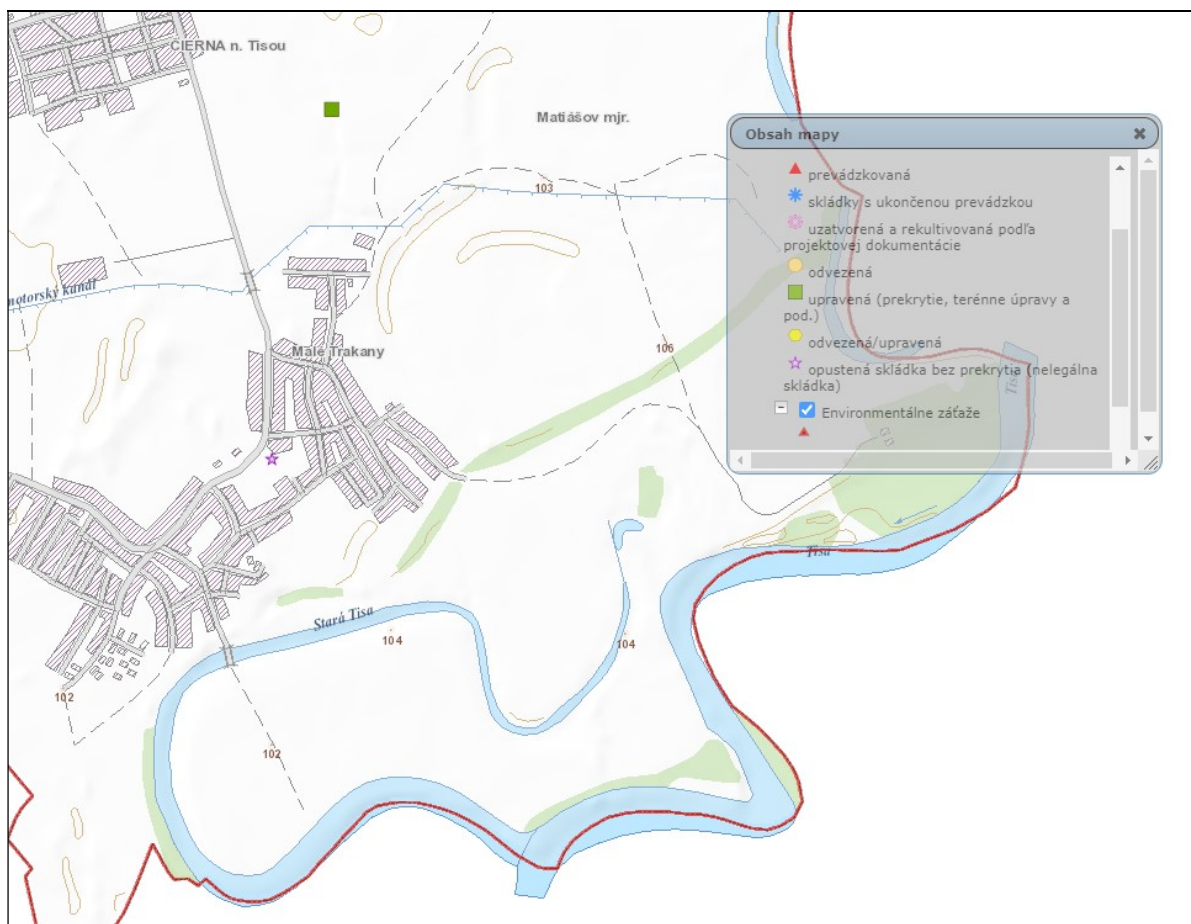 ČIERNA n. Tisou
Matiášov mjr.
Obsah mapy
prevádzkovaná
skládky s ukončenou prevádzkou
uzatvorená a rekultivovaná podľa
projektovej dokumentácie
odvezená
upravená (prekrytie, terénne úpravy a
pod.)
odvezená/upravená
opustená skládka bez prekrytia (nelegálna
skládka)
Environmentálne záťaže
103
motorský kanál
Malé Trakany
106
Tisa
Tisa
Stará Tisa
104
104
102
102